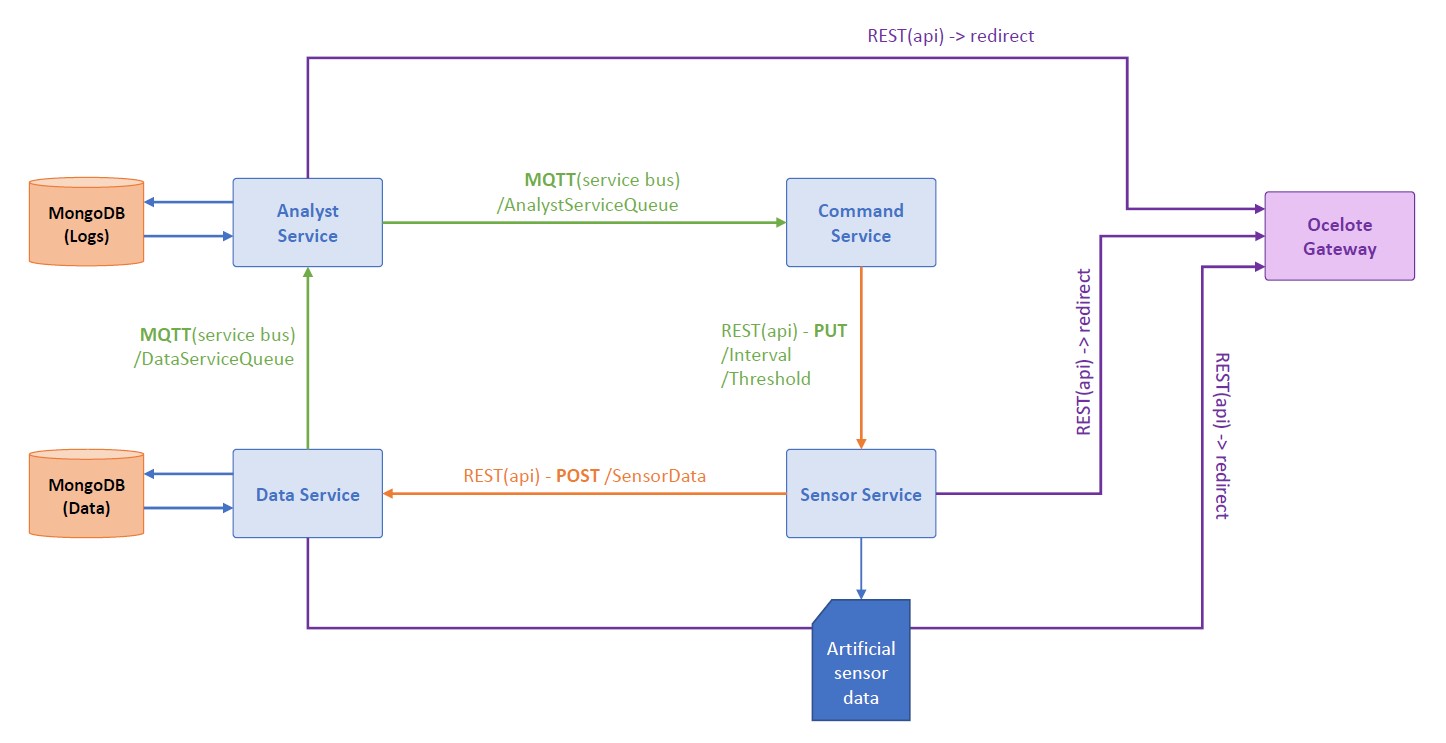 REST(api) -> redirect
MongoDB
(Logs)
Analyst
Service
MQTT(service bus)
/AnalystServiceQueue
Command
Service
Ocelote
Gateway
MQTT(service bus)
/DataServiceQueue
REST(api) - PUT
/Interval
/Threshold
REST(api) -> redirect
REST(api) -> redirect
MongoDB
(Data)
Data Service
REST(api) - POST /SensorData
Sensor Service
Artificial
sensor
data